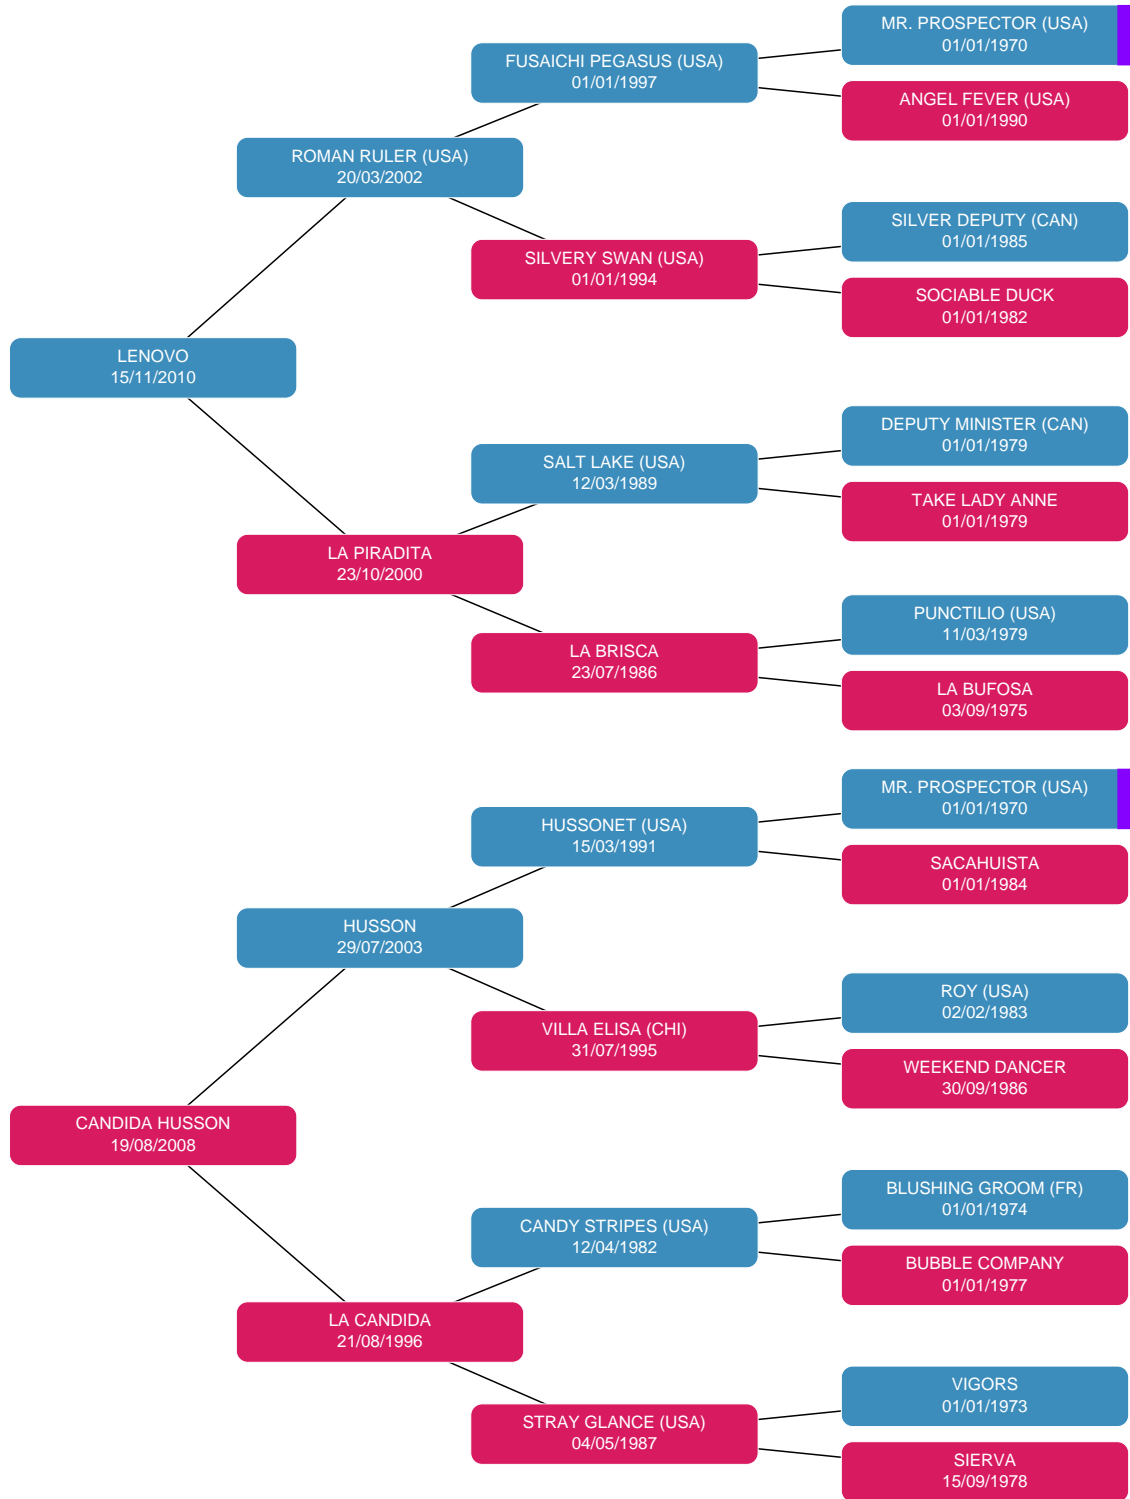 MR. PROSPECTOR (USA)
01/01/1970
FUSAICHI PEGASUS (USA)
01/01/1997
ANGEL FEVER (USA)
01/01/1990
ROMAN RULER (USA)
20/03/2002
SILVER DEPUTY (CAN)
01/01/1985
SILVERY SWAN (USA)
01/01/1994
SOCIABLE DUCK
01/01/1982
LENOVO
15/11/2010
DEPUTY MINISTER (CAN)
01/01/1979
SALT LAKE (USA)
12/03/1989
TAKE LADY ANNE
01/01/1979
LA PIRADITA
23/10/2000
PUNCTILIO (USA)
11/03/1979
LA BRISCA
23/07/1986
LA BUFOSA
03/09/1975
MR. PROSPECTOR (USA)
01/01/1970
HUSSONET (USA)
15/03/1991
SACAHUISTA
01/01/1984
HUSSON
29/07/2003
ROY (USA)
02/02/1983
VILLA ELISA (CHI)
31/07/1995
WEEKEND DANCER
30/09/1986
CANDIDA HUSSON
19/08/2008
BLUSHING GROOM (FR)
01/01/1974
CANDY STRIPES (USA)
12/04/1982
BUBBLE COMPANY
01/01/1977
LA CANDIDA
21/08/1996
VIGORS
01/01/1973
STRAY GLANCE (USA)
04/05/1987
SIERVA
15/09/1978